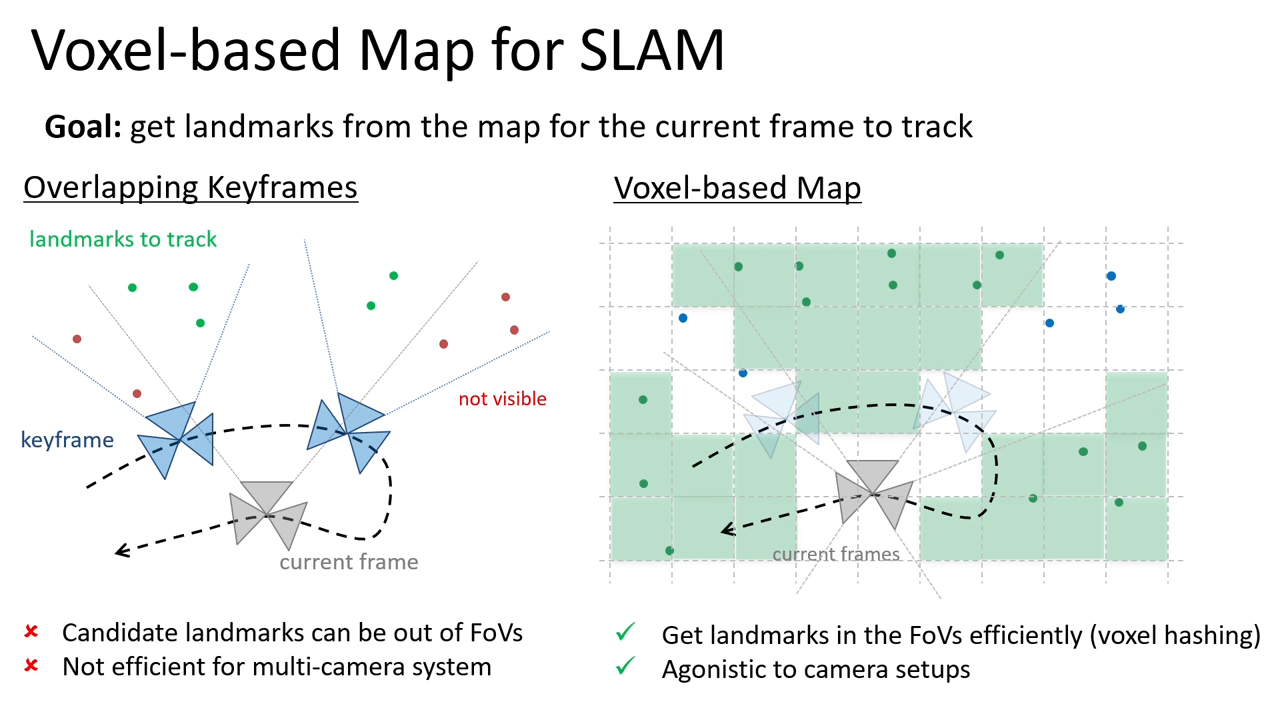 Voxel-based Map for SLAM
Goal: get landmarks from the map for the current frame to track
Overlapping Keyframes
landmarks to track
not visible
keyframe
current frame
✘ Candidate landmarks can be out of FoVs
✘ Not efficient for multi-camera system
Voxel-based Map
current frames
✓ Get landmarks in the FoVs efficiently (voxel hashing)
✓ Agonistic to camera setups